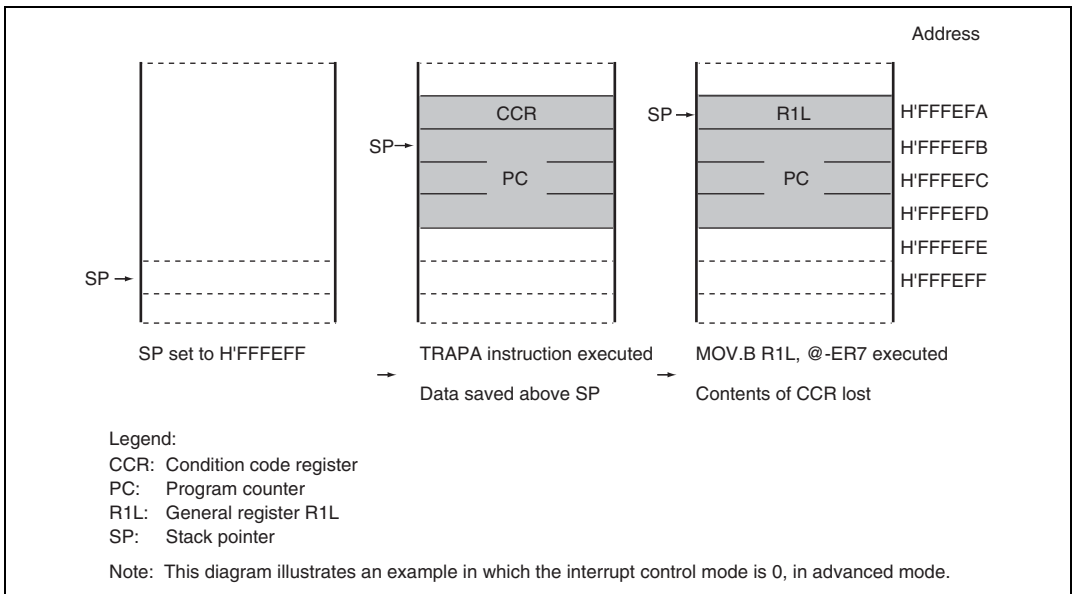 Address
SP
CCR
SP
PC
SP
R1L
PC
H'FFFEFA
H'FFFEFB
H'FFFEFC
H'FFFEFD
H'FFFEFE
H'FFFEFF
SP set to H'FFFEFF
TRAPA instruction executed
MOV.B R1L, @-ER7 executed
Data saved above SP
Contents of CCR lost
Legend:
CCR: Condition code register
PC: Program counter
R1L: General register R1L
SP: Stack pointer
Note: This diagram illustrates an example in which the interrupt control mode is 0, in advanced mode.